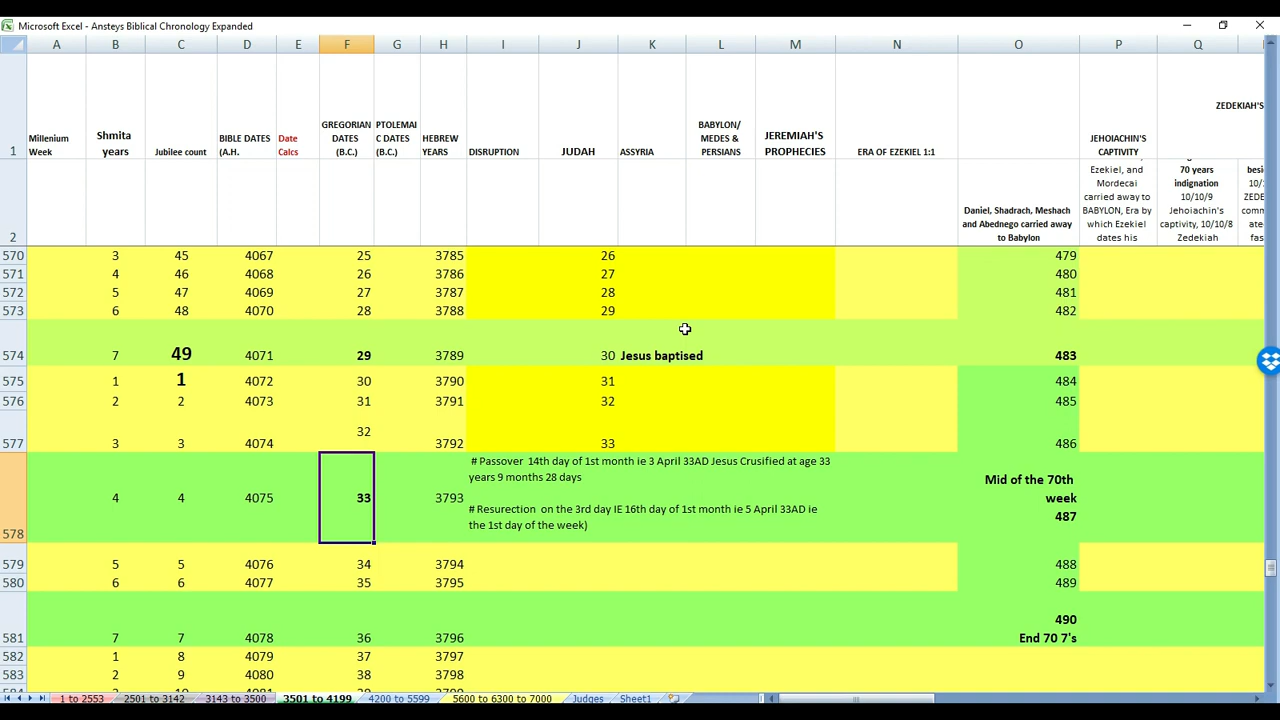 Microsoft Excel - Ansteys Biblical Chronology Expanded
A B C D E F G H I J K L M N O P Q
1 Millenium Week Shmita years Jubilee count BIBLE DATES (A.H. Date Calcs GREGORIAN DATES (B.C.) PTOLEMAI C DATES (B.C.) HEBREW YEARS DISRUPTION JUDAH ASSYRIA BABYLON/ MEDES & PERSIANS JEREMIAH'S PROPHECIES ERA OF EZEKIEL 1:1 JEHOIACHIN'S CAPTIVITY ZEDEKIAH'S
2 Daniel, Shadrach, Meshach and Abednego carried away to Babylon Ezekiel, and Mordecai carried away to BABYLON, Era by which Ezekiel dates his 70 years indignation 10/10/9 Jehoiachin's captivity, 10/10/8 Zedekiah besi 10/1 ZEDE comm ate fas
570 3 45 4067 25 3785 26 479
571 4 46 4068 26 3786 27 480
572 5 47 4069 27 3787 28 481
573 6 48 4070 28 3788 29 482
574 7 49 4071 29 3789 30 Jesus baptised 483
575 1 1 4072 30 3790 31 484
576 2 2 4073 31 3791 32 485
577 3 3 4074 32 3792 33 486
578 4 4 4075 33 3793
# Passover 14th day of 1st month ie 3 April 33AD Jesus Crusified at age 33
years 9 months 28 days
# Resurection on the 3rd day IE 16th day of 1st month ie 5 April 33AD ie
the 1st day of the week)
Mid of the 70th
week
487
579 5 5 4076 34 3794 488
580 6 6 4077 35 3795 489
581 7 7 4078 36 3796 490
End 70 7's
582 1 8 4079 37 3797
583 2 9 4080 38 3798
1 to 2553 2501 to 3142 3143 to 3500 3501 to 4199 4200 to 5599 5600 to 6300 to 7000 Judges Sheet1